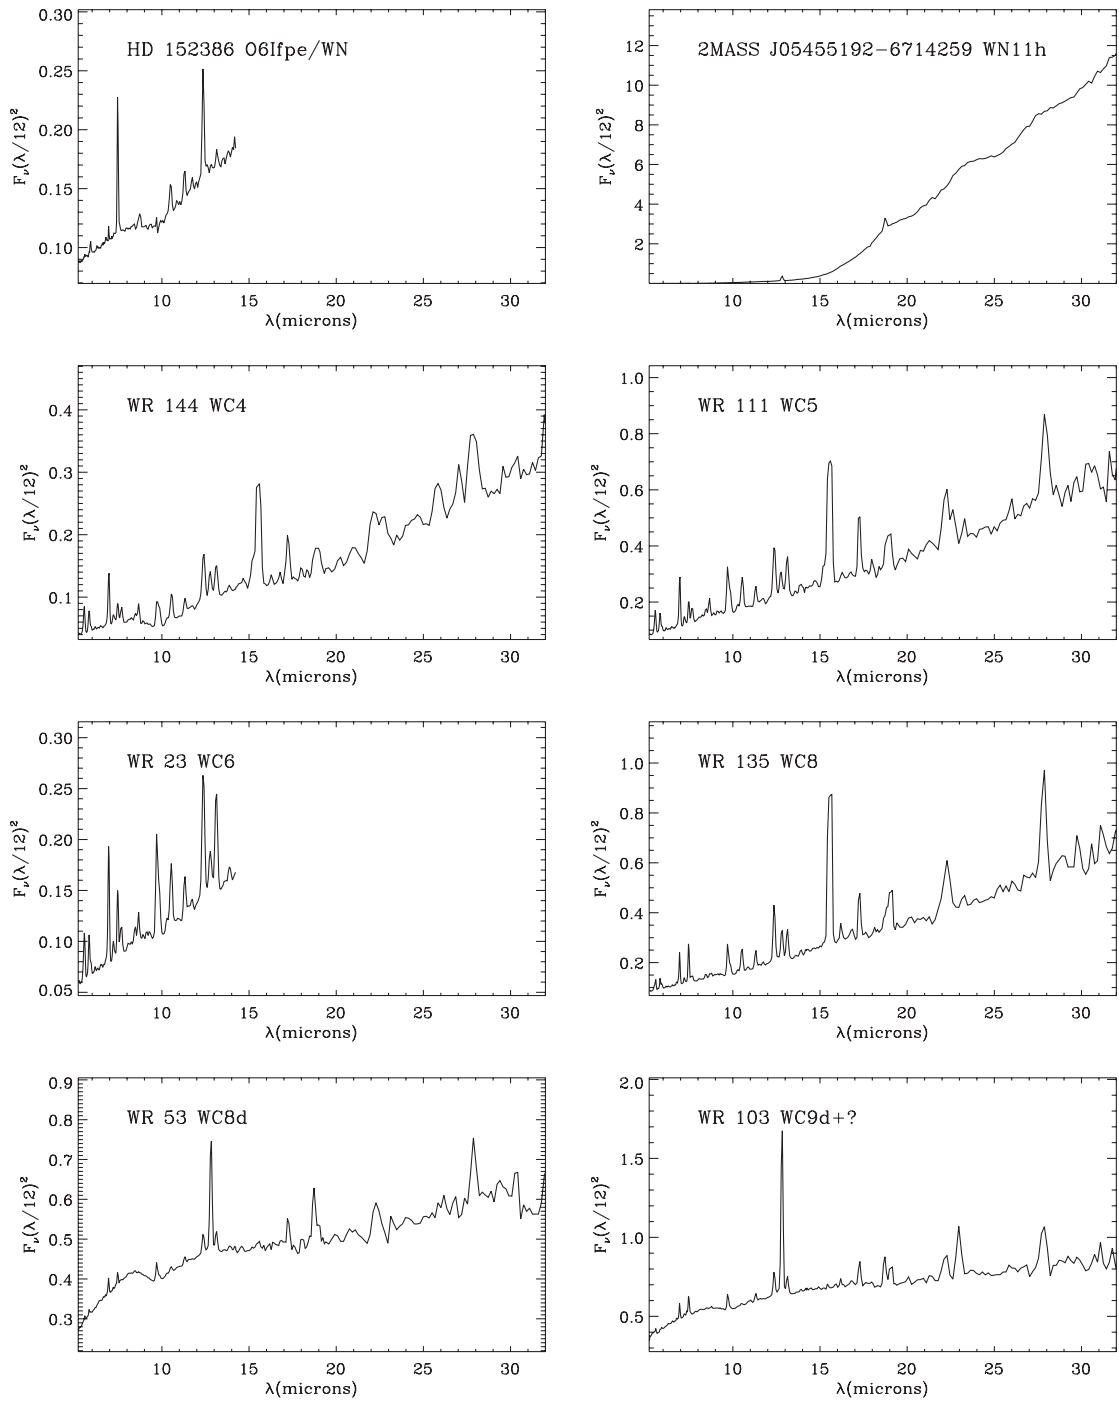 HD 152386 O6Ifpe/WN
F_ν(λ/12)²
0.30
0.25
0.20
0.15
0.10
10 15 20 25 30
λ(microns)
2MASS J05455192−6714259 WN11h
F_ν(λ/12)²
12
10
8
6
4
2
10 15 20 25 30
λ(microns)
WR 144 WC4
F_ν(λ/12)²
0.4
0.3
0.2
0.1
10 15 20 25 30
λ(microns)
WR 111 WC5
F_ν(λ/12)²
1.0
0.8
0.6
0.4
0.2
10 15 20 25 30
λ(microns)
WR 23 WC6
F_ν(λ/12)²
0.30
0.25
0.20
0.15
0.10
0.05
10 15 20 25 30
λ(microns)
WR 135 WC8
F_ν(λ/12)²
1.0
0.8
0.6
0.4
0.2
10 15 20 25 30
λ(microns)
WR 53 WC8d
F_ν(λ/12)²
0.9
0.8
0.7
0.6
0.5
0.4
0.3
10 15 20 25 30
λ(microns)
WR 103 WC9d+?
F_ν(λ/12)²
2.0
1.5
1.0
0.5
10 15 20 25 30
λ(microns)